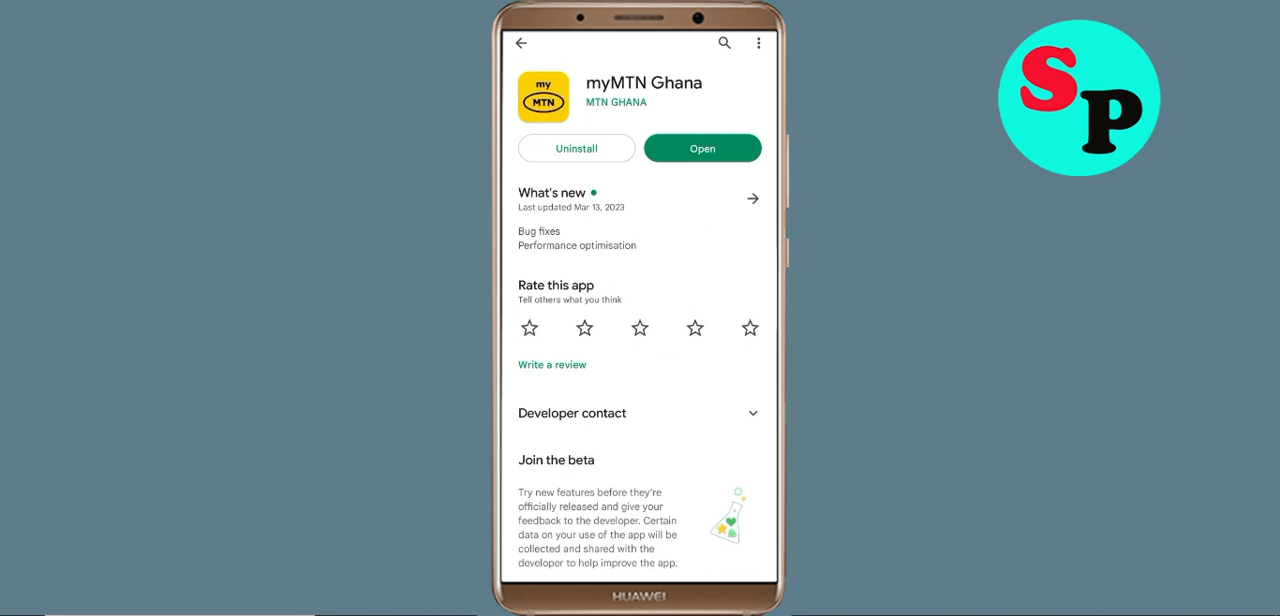 SP
my
MTN
myMTN Ghana
MTN GHANA
Uninstall
Open
What's new
Last updated Mar 13, 2023
Bug fixes
Performance optimisation
Rate this app
Tell others what you think
Write a review
Developer contact
Join the beta
Try new features before they're
officially released and give your
feedback to the developer. Certain
data on your use of the app will be
collected and shared with the
developer to help improve the app.
HUAWEI